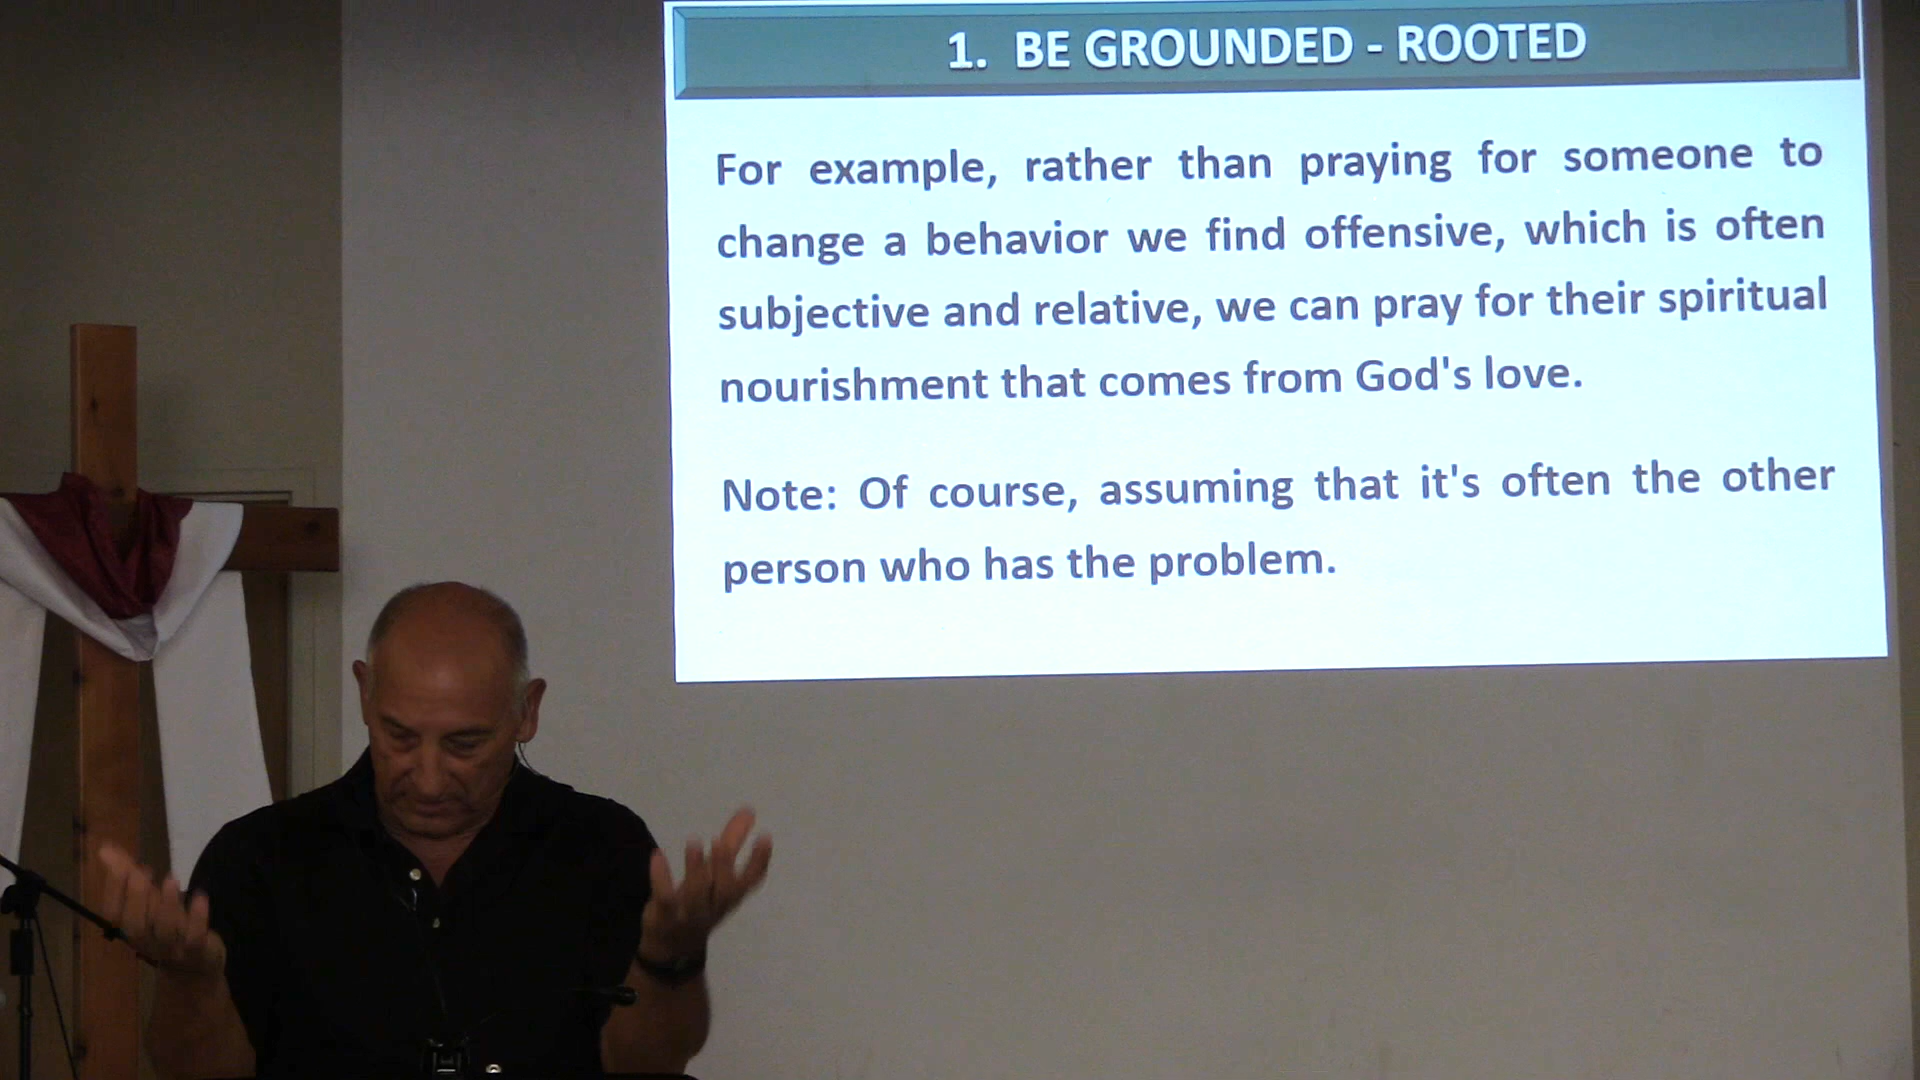 1. BE GROUNDED - ROOTED
For example, rather than praying for someone to
change a behavior we find offensive, which is often
subjective and relative, we can pray for their spiritual
nourishment that comes from God's love.
Note: Of course, assuming that it's often the other
person who has the problem.